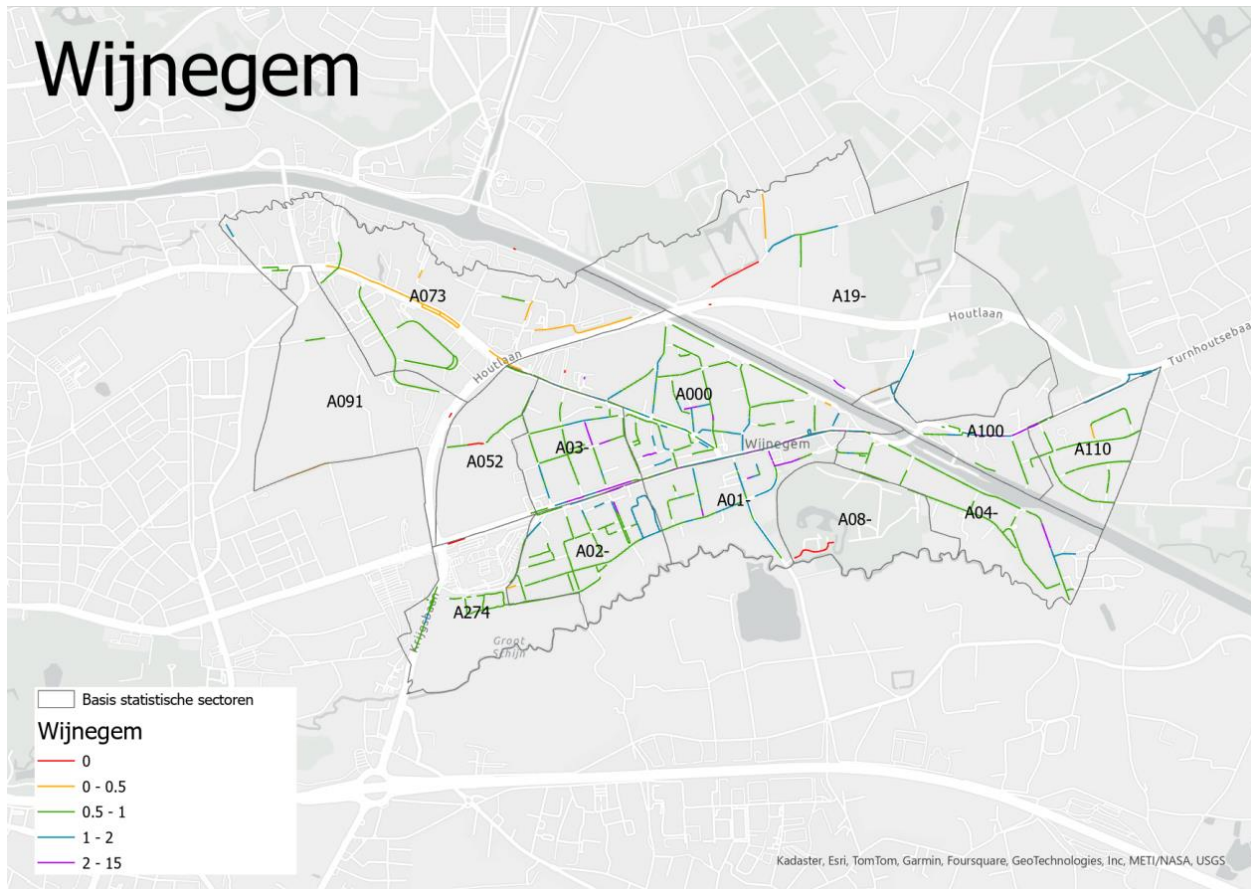 Wijnegem
A19-
A073
Houtlaan
Turnhoutsebaa
Houtlaan
A091
A000
A100
A03-
Wijnegem
A110
A052
A01-
A08-
A04-
A02-
A274
Krijgsbaan
Groot
Schijn
Basis statistische sectoren
Wijnegem
0
0 - 0.5
0.5 - 1
1 - 2
2 - 15
Kadaster, Esri, TomTom, Garmin, Foursquare, GeoTechnologies, Inc, METI/NASA, USGS